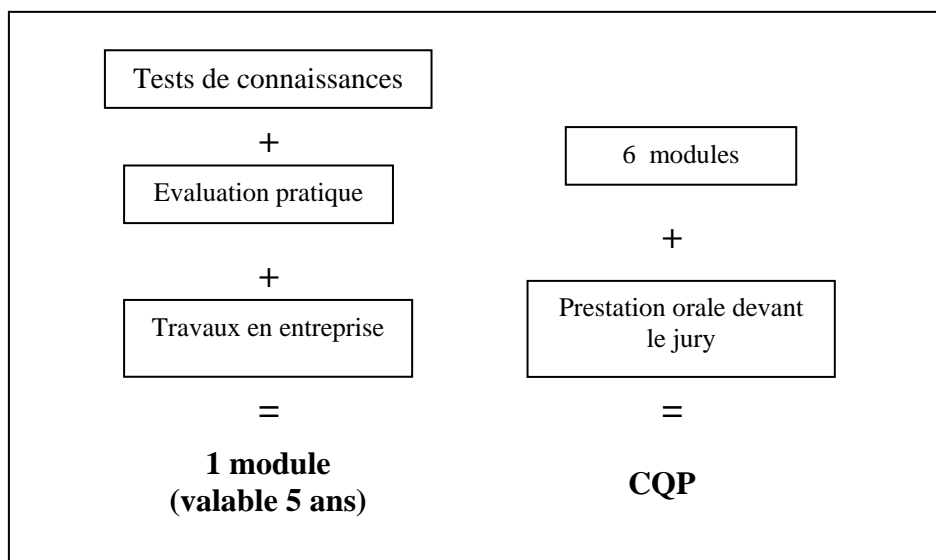 Tests de connaissances
+
Evaluation pratique
+
Travaux en entreprise
=
1 module
(valable 5 ans)
6 modules
+
Prestation orale devant
le jury
=
CQP